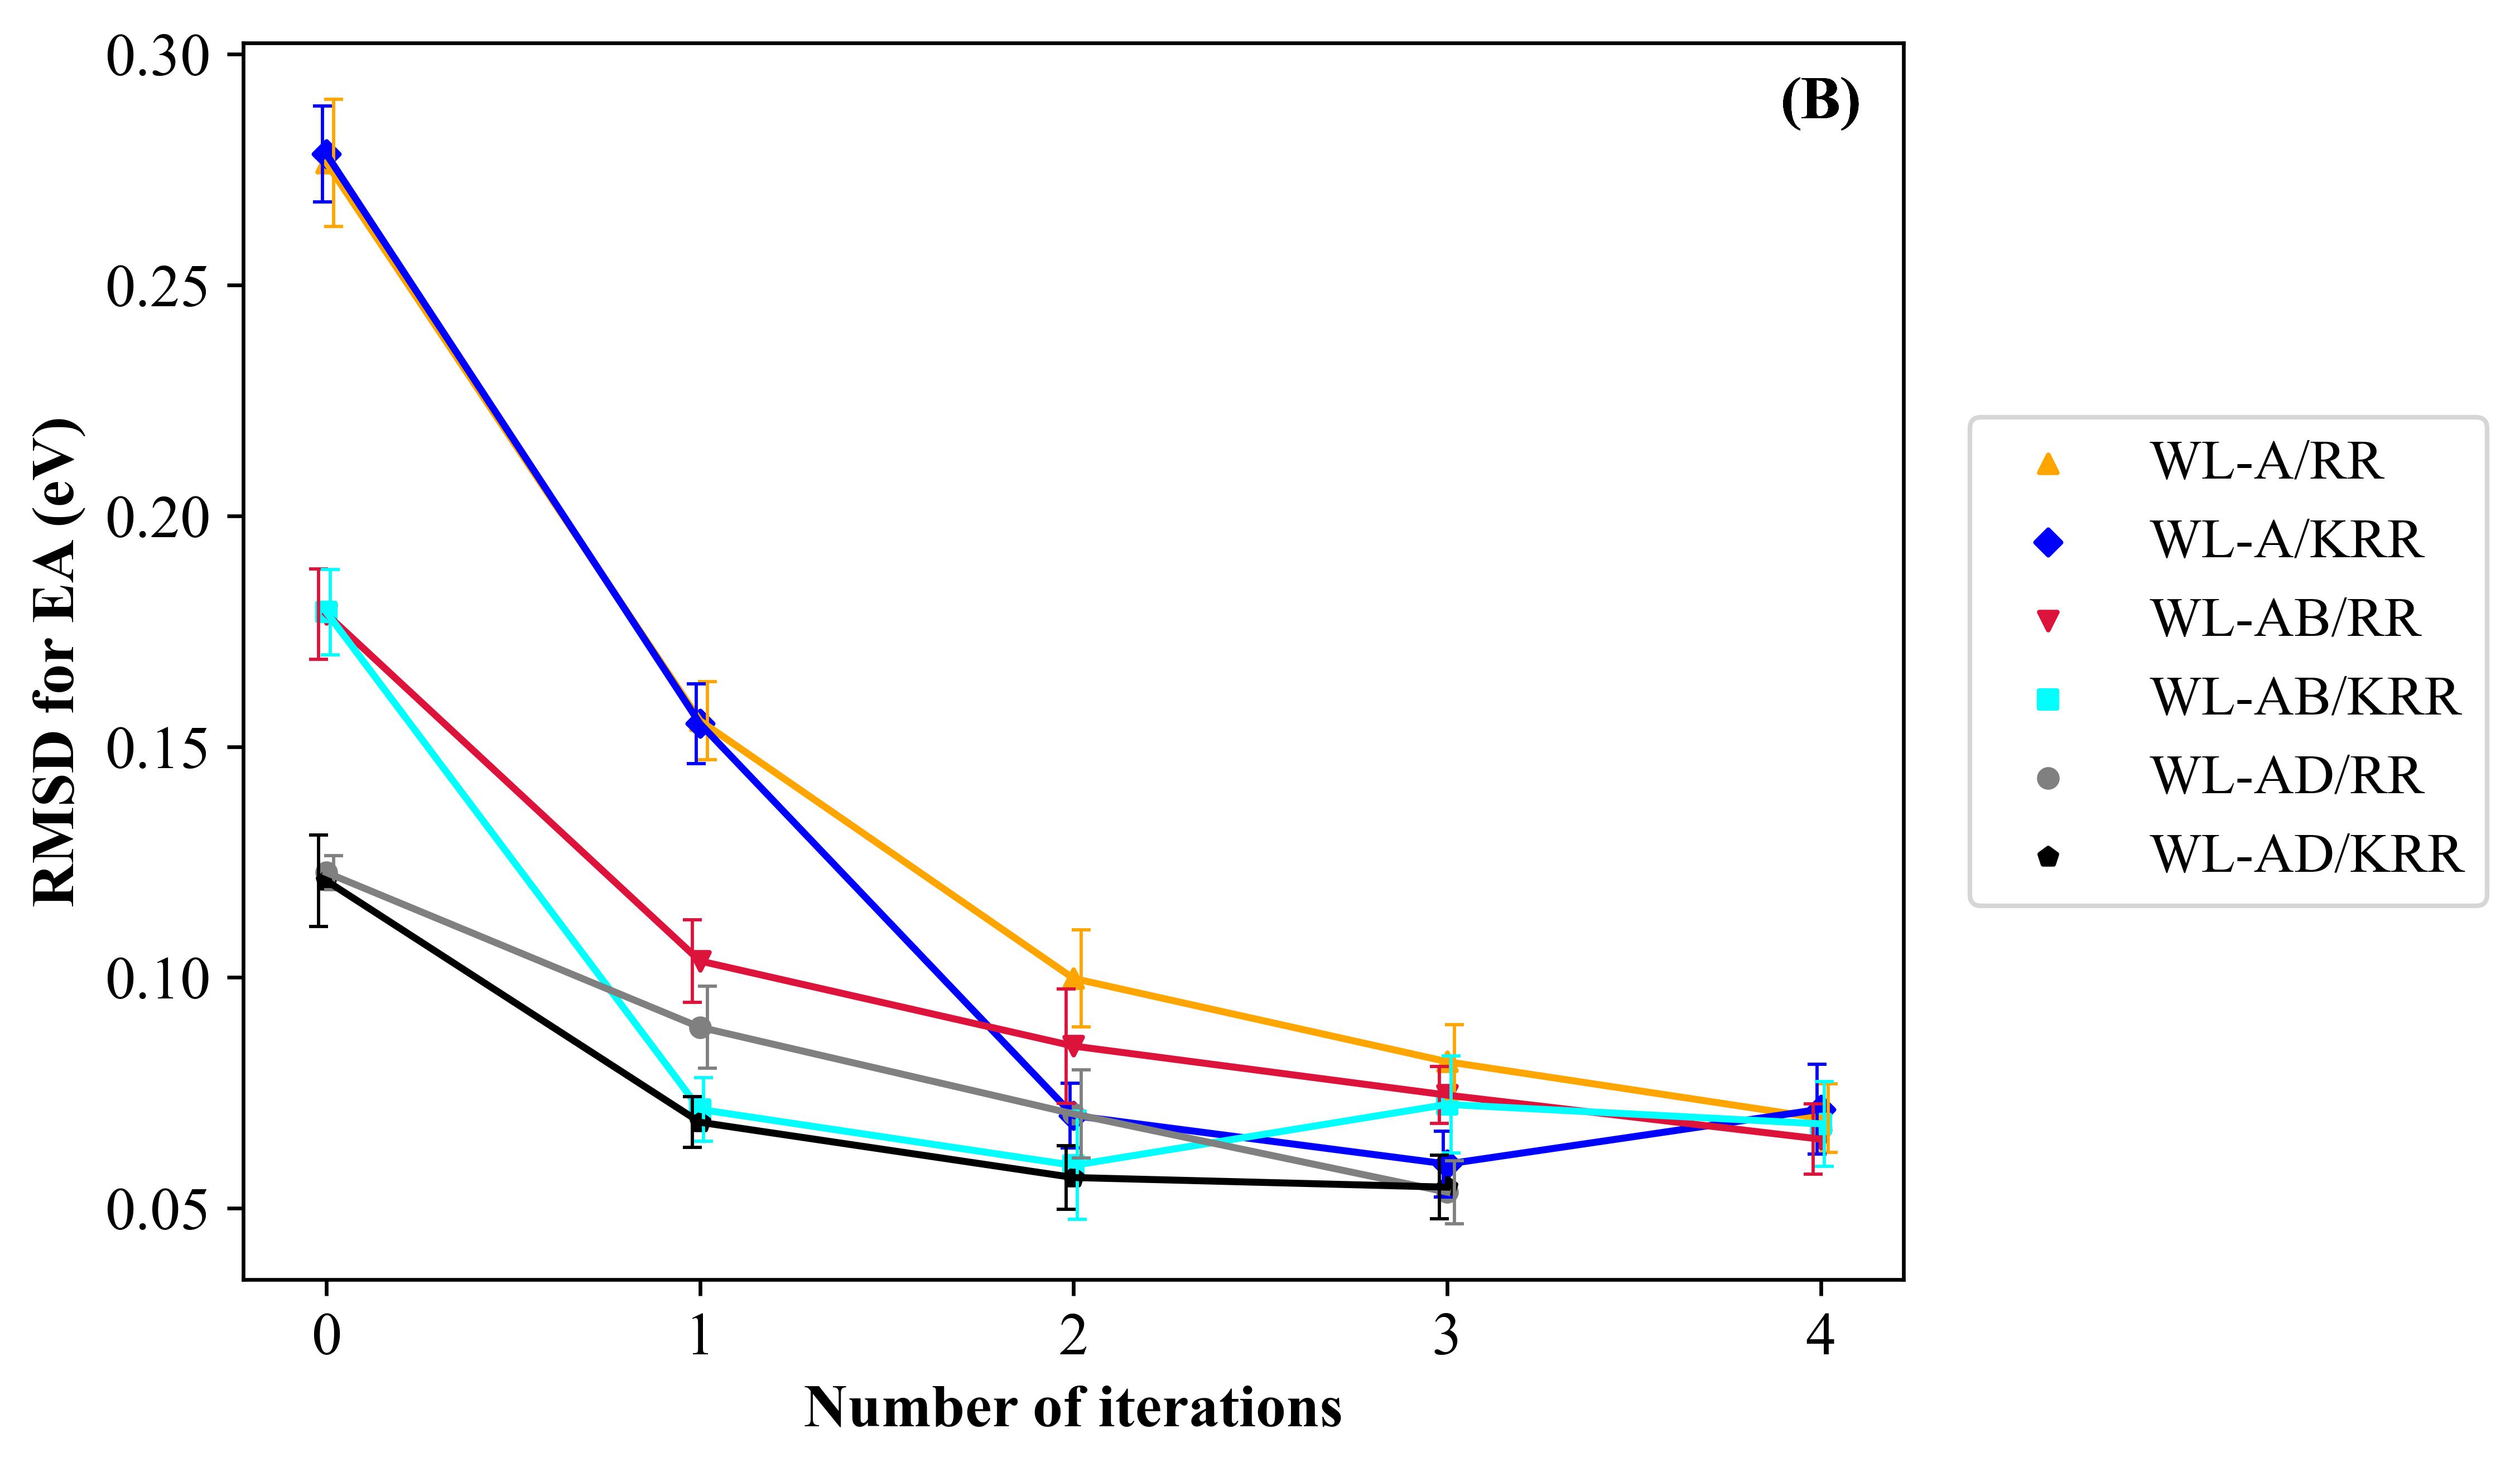 (B)
0.30
0.25
0.20
0.15
0.10
0.05
RMSD for EA (eV)
0 1 2 3 4
Number of iterations
WL-A/RR
WL-A/KRR
WL-AB/RR
WL-AB/KRR
WL-AD/RR
WL-AD/KRR